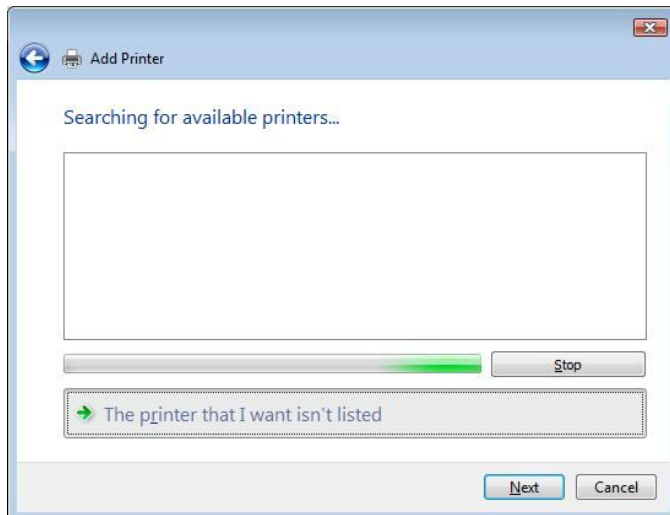 Add Printer
Searching for available printers...
Stop
The printer that I want isn't listed
Next
Cancel